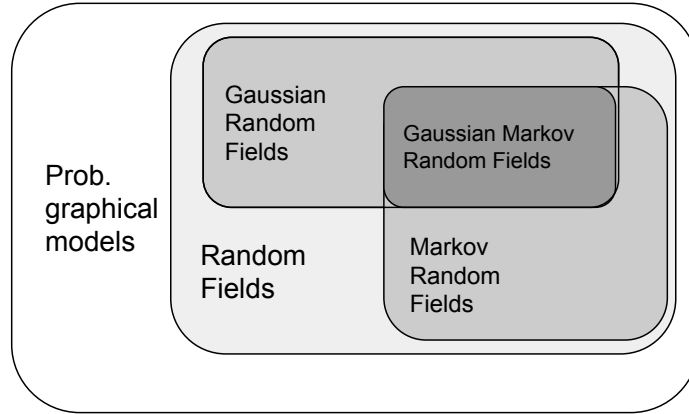 Gaussian
Random
Fields
Gaussian Markov
Random Fields
Prob.
graphical
models
Random
Fields
Markov
Random
Fields